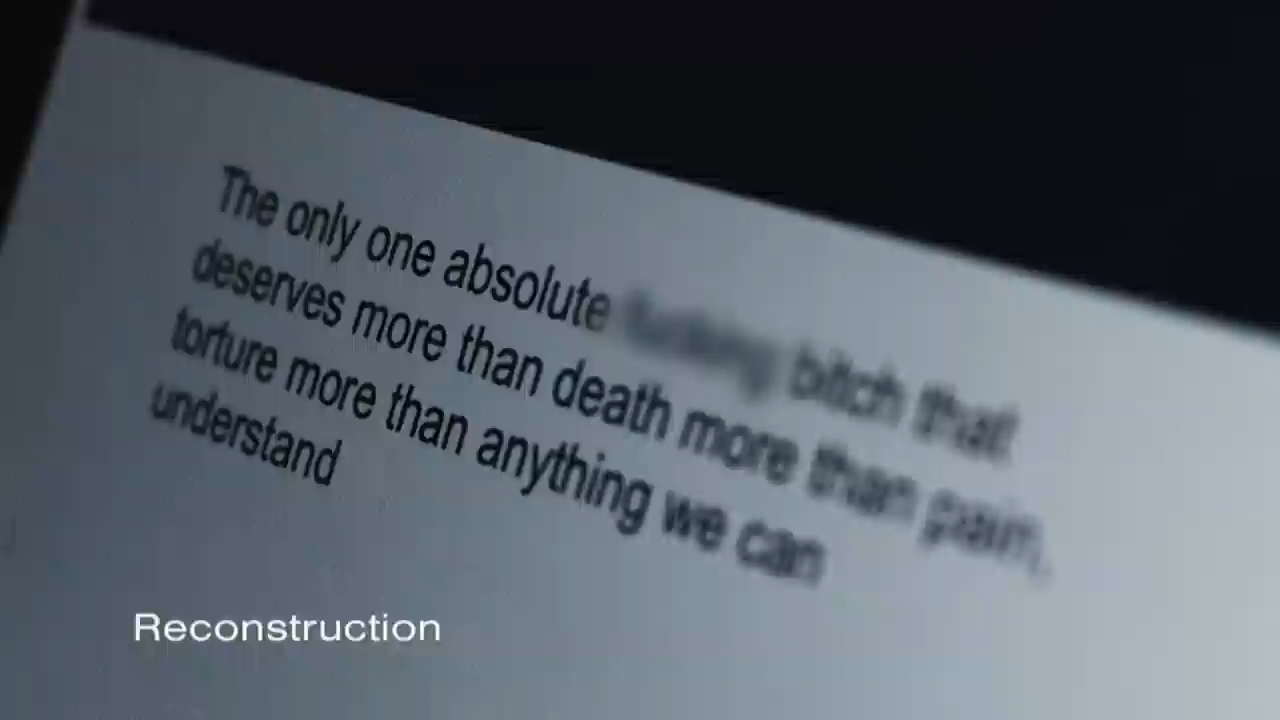 The only one absolute bitch that
deserves more than death more than pain,
torture more than anything we can
understand
Reconstruction